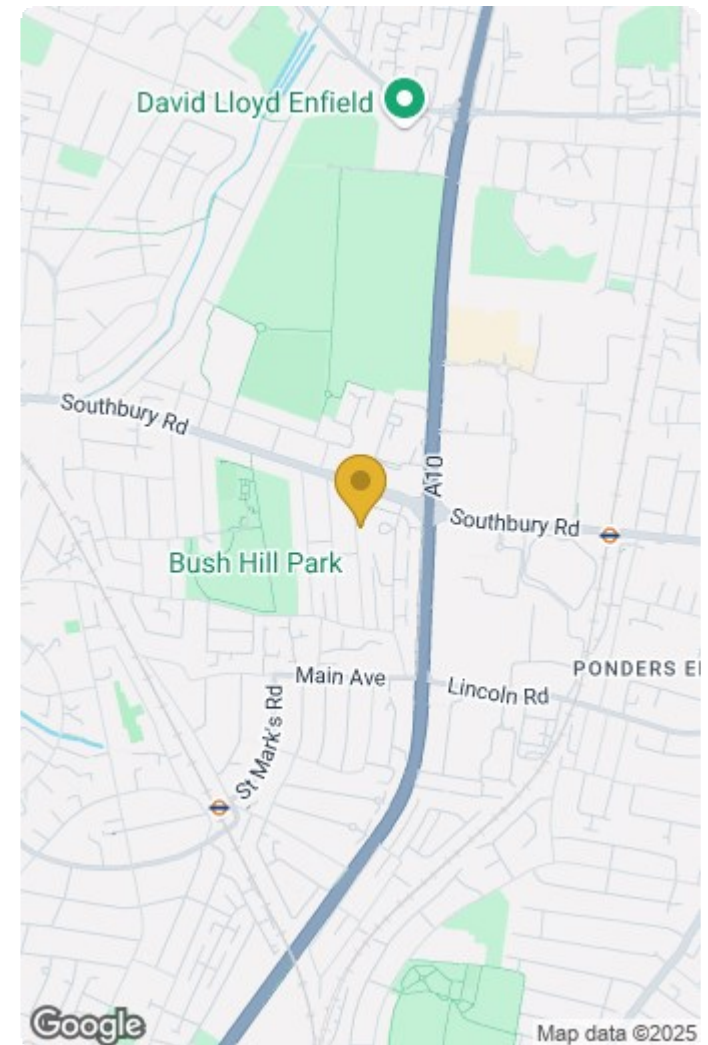 David Lloyd Enfield
Southbury Rd
A10
Southbury Rd
Bush Hill Park
PONDERS E
Main Ave
Lincoln Rd
St Mark's Rd
Google
Map data ©2025